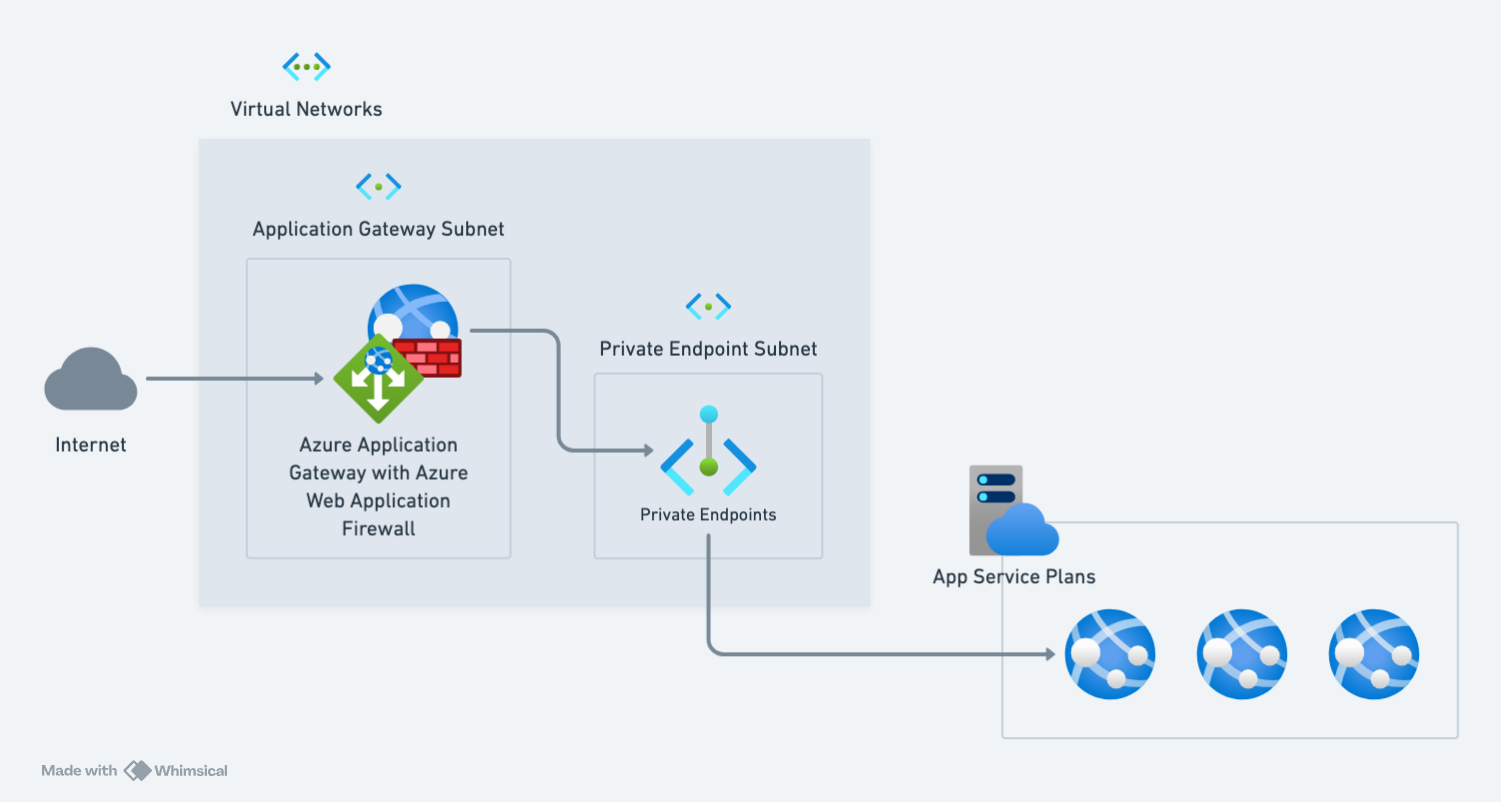 Virtual Networks
Application Gateway Subnet
Private Endpoint Subnet
Internet
Azure Application
Gateway with Azure
Web Application
Firewall
Private Endpoints
App Service Plans
Made with Whimsical